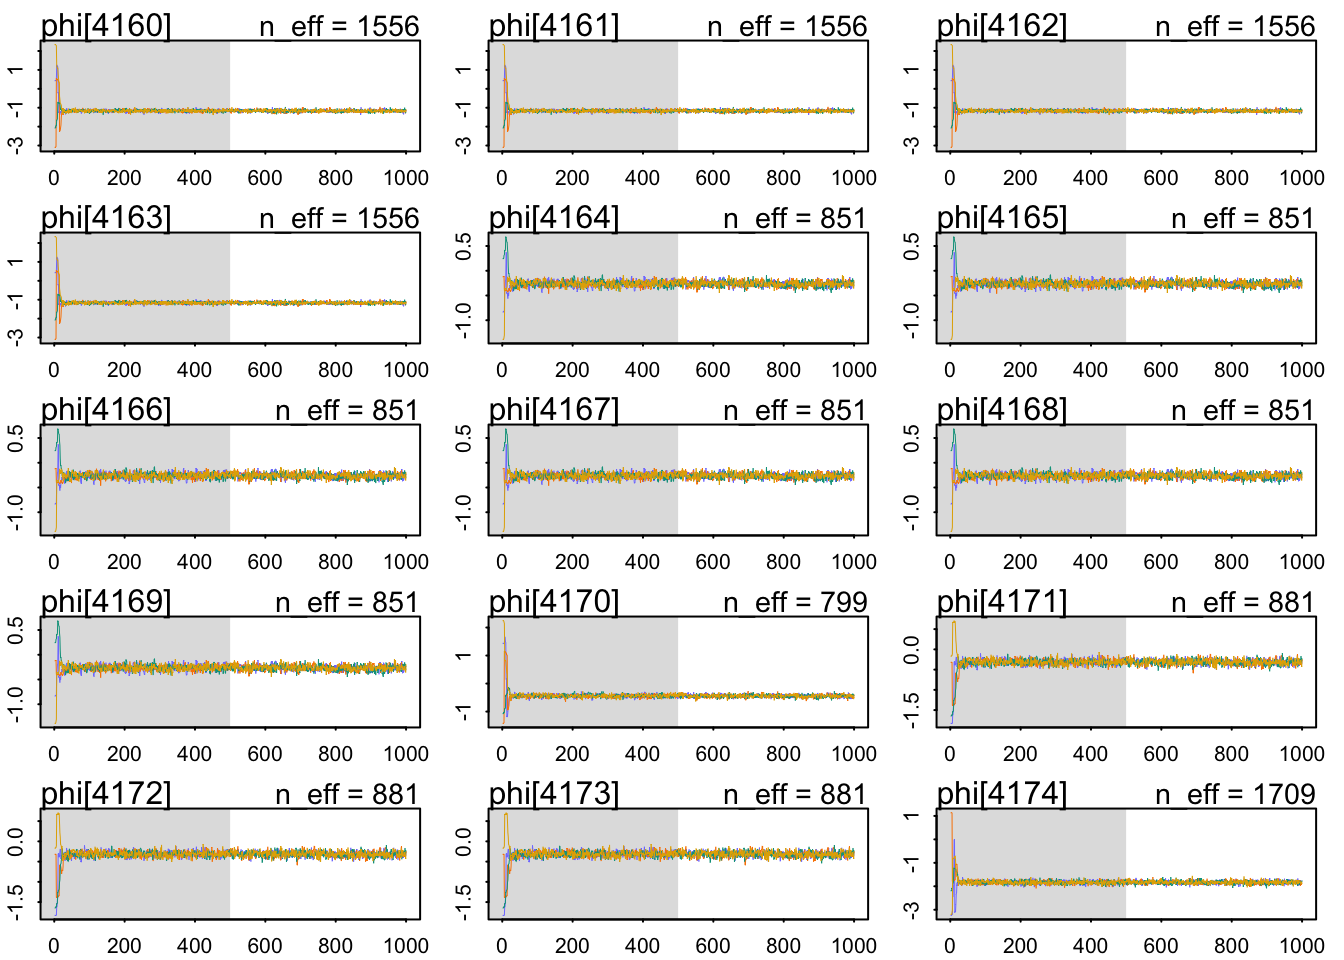 phi[4160] n_eff = 1556 phi[4161] n_eff = 1556 phi[4162] n_eff = 1556
1 1 1
-1 -1 -1
-3 -3 -3
0 200 400 600 800 1000 0 200 400 600 800 1000 0 200 400 600 800 1000
phi[4163] n_eff = 1556 phi[4164] n_eff = 851 phi[4165] n_eff = 851
1 0.5 0.5
-1 -1.0 -1.0
-3
0 200 400 600 800 1000 0 200 400 600 800 1000 0 200 400 600 800 1000
phi[4166] n_eff = 851 phi[4167] n_eff = 851 phi[4168] n_eff = 851
0.5 0.5 0.5
-1.0 -1.0 -1.0
0 200 400 600 800 1000 0 200 400 600 800 1000 0 200 400 600 800 1000
phi[4169] n_eff = 851 phi[4170] n_eff = 799 phi[4171] n_eff = 881
0.5 1 0.0
-1.0 -1 -1.5
0 200 400 600 800 1000 0 200 400 600 800 1000 0 200 400 600 800 1000
phi[4172] n_eff = 881 phi[4173] n_eff = 881 phi[4174] n_eff = 1709
0.0 0.0 1
-1.5 -1.5 -1
-3
0 200 400 600 800 1000 0 200 400 600 800 1000 0 200 400 600 800 1000